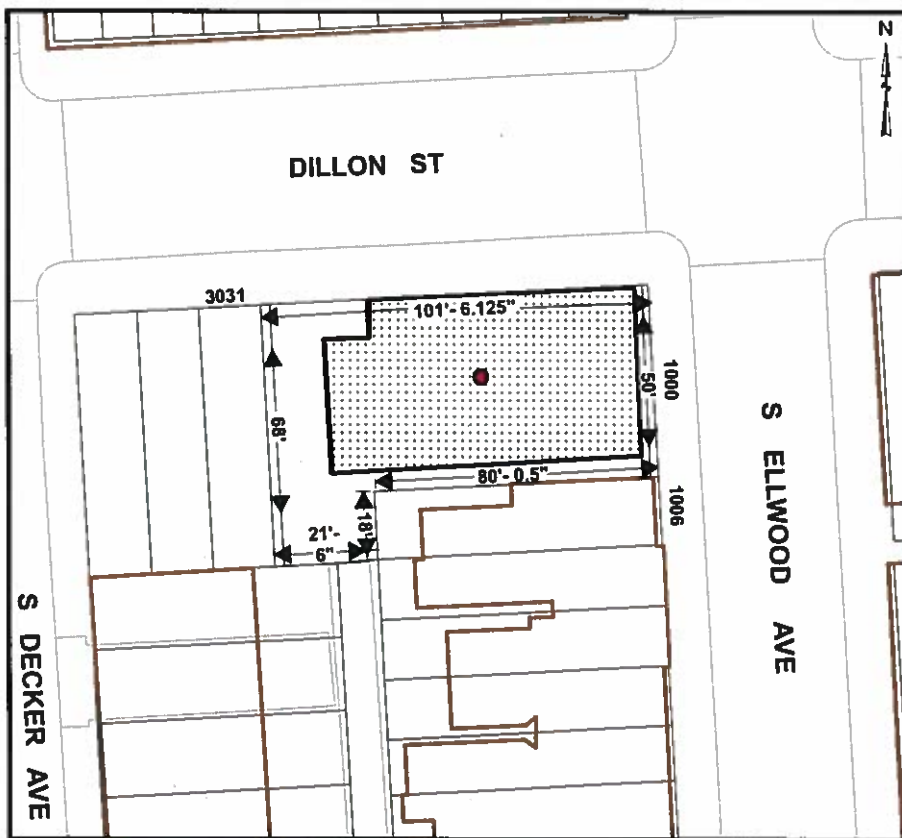 N
DILLON ST
3031
101'- 6.125"
1000
50'
S ELLWOOD AVE
68'
80'- 0.5"
1006
18'
21'-
6"
S DECKER AVE